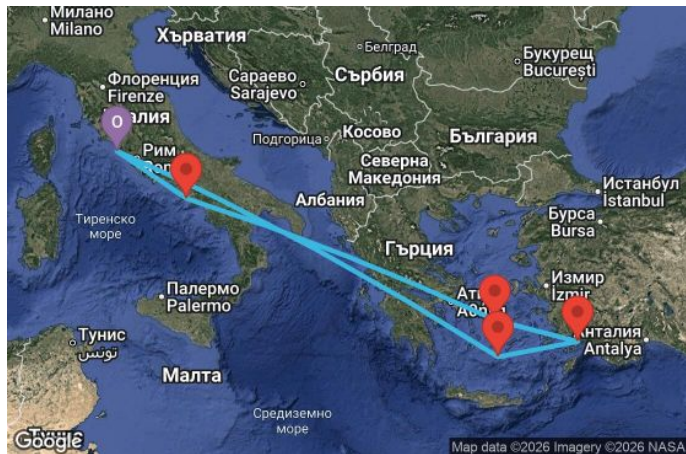 Милано
Milano
Хърватия
Белград
Букурещ
București
Флоренция
Firenze
Сараево
Sarajevo
Сърбия
O
алия
Подгорица
Косово
България
Рим
Северна
Македония
Истанбул
İstanbul
Албания
Бурса
Bursa
Тиренско
море
Гърция
Измир
İzmir
Палермо
Palermo
Анталия
Antalya
Тунис
تونس
Малта
Средиземно
море
Google
Map data ©2026 Imagery ©2026 NASA